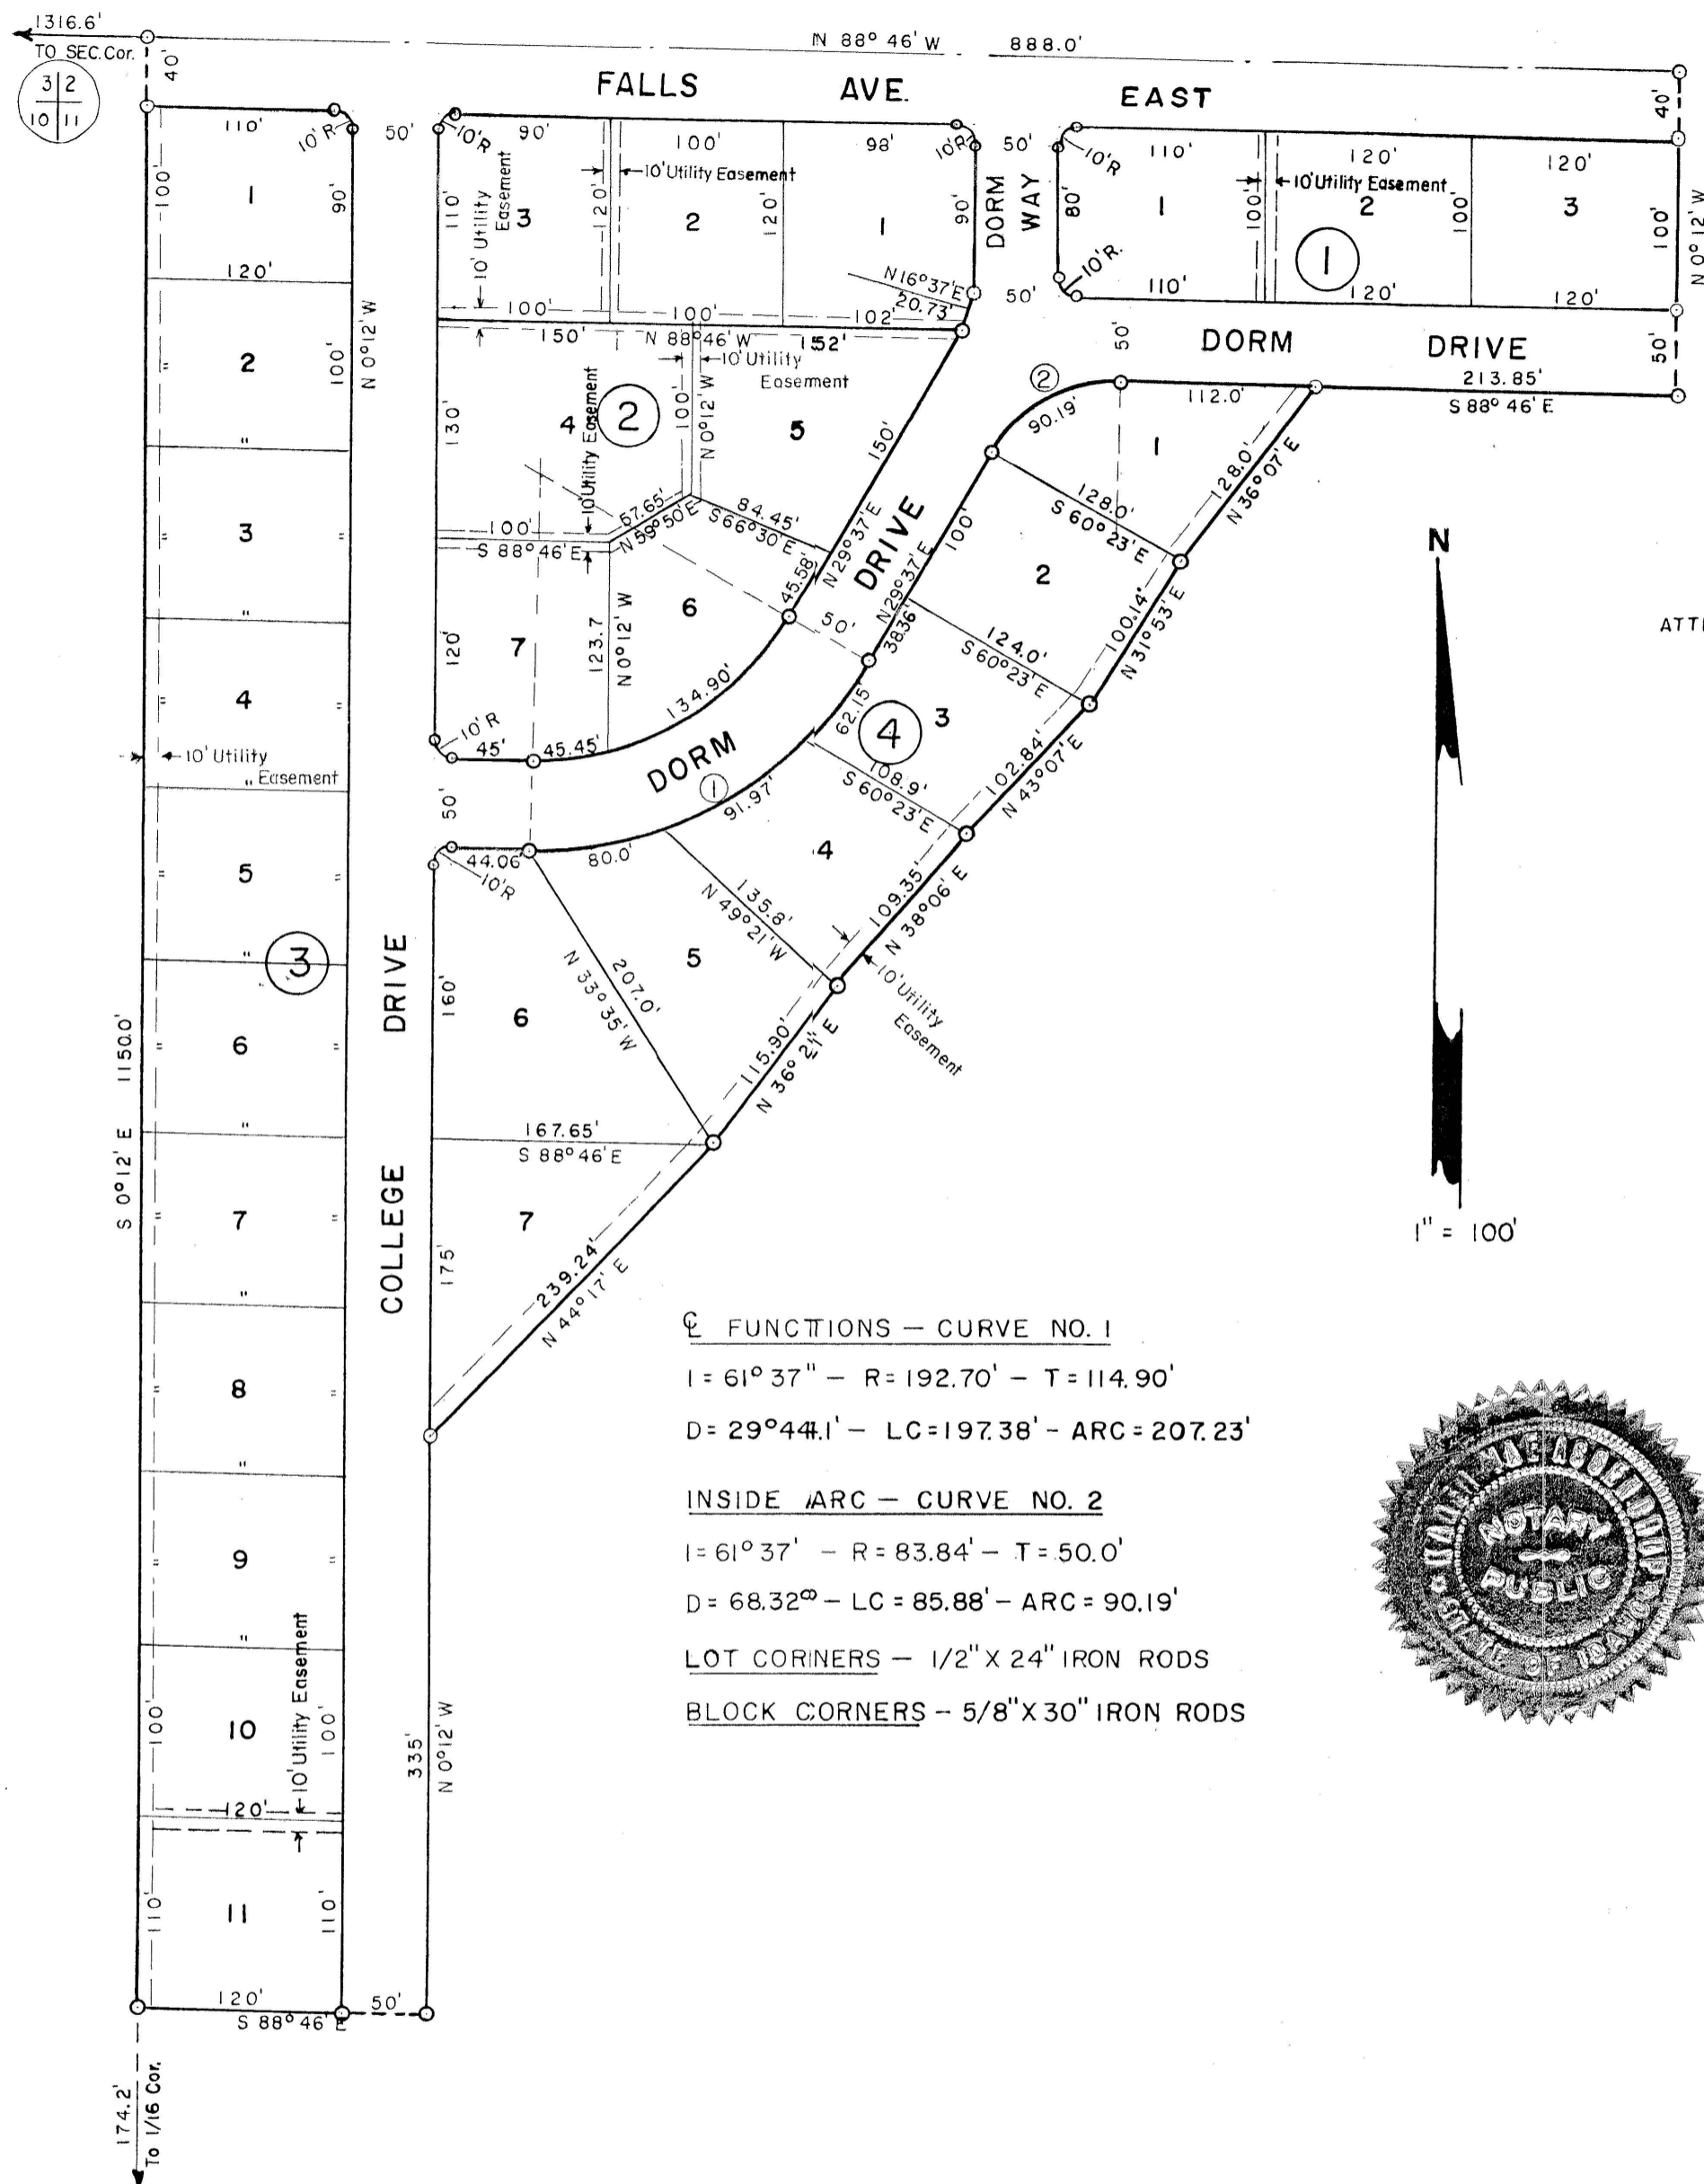 1316.6'
TO SEC. Cor.
3 2
10 11
40'
N 88° 46' W 888.0'
40'
FALLS AVE. EAST
110'
10' R
50'
10'R
90'
100'
98'
10'R
50'
10'R
110'
120'
120'
100'
1
90'
110'
10' Utility
Easement
3
120'
10' Utility Easement
2
120'
1
90'
DORM
WAY
80'
1
100'
10' Utility Easement
2
100'
3
100'
N 0° 12' W
1
N 16° 37' E
20.73'
50'
10'R.
110'
120'
120'
120'
100'
100'
102'
150'
N 88° 46' W
152'
10' Utility
Easement
50'
DORM DRIVE
50'
213.85'
S 88° 46' E
2
"
100'
N 0° 12' W
130'
4
10' Utility Easement
2
100'
N 0° 12' W
5
150'
N 29° 37' E
2
90.19'
112.0'
1
128.0'
N 36° 07' E
"
3
"
100'
S 88° 46' E
57.65'
N 59° 50' E
84.45'
S 66° 30' E
45.58'
DRIVE
100'
N 29° 37' E
128.0'
S 60° 23' E
2
100.14'
N 31° 53' E
N
ATT
"
4
"
"
120'
7
123.7
N 0° 12' W
6
134.90'
50'
38.36'
124.0'
S 60° 23' E
62.15'
4
3
102.84'
N 43° 07' E
10' R
45'
45.45'
DORM
1
91.97'
108.9'
S 60° 23' E
10' Utility
Easement
"
50'
44.06'
10'R
80.0'
4
135.8'
N 49° 21' W
109.35'
N 38° 06' E
10' Utility
Easement
"
5
"
"
3
COLLEGE DRIVE
160'
6
207.0'
N 33° 35' W
5
115.90'
N 36° 21' E
S 0° 12' E 1150.0'
"
6
"
"
167.65'
S 88° 46' E
"
7
"
"
175'
7
239.24'
N 44° 17' E
1" = 100'
"
8
"
"
℄ FUNCTIONS — CURVE NO. 1
I = 61° 37" — R = 192.70' — T = 114.90'
D = 29°44.1' — LC = 197.38' - ARC = 207.23'
INSIDE ARC — CURVE NO. 2
I = 61° 37' — R = 83.84' — T = 50.0'
D = 68.32° — LC = 85.88' — ARC = 90.19'
LOT CORNERS — 1/2" X 24" IRON RODS
BLOCK CORNERS — 5/8" X 30" IRON RODS
NOTARY
PUBLIC
STATE OF IDAHO
"
9
"
"
100'
10
100'
10' Utility Easement
335'
N 0° 12' W
120'
110'
11
110'
120'
S 88° 46' E
50'
174.2'
To 1/16 Cor.